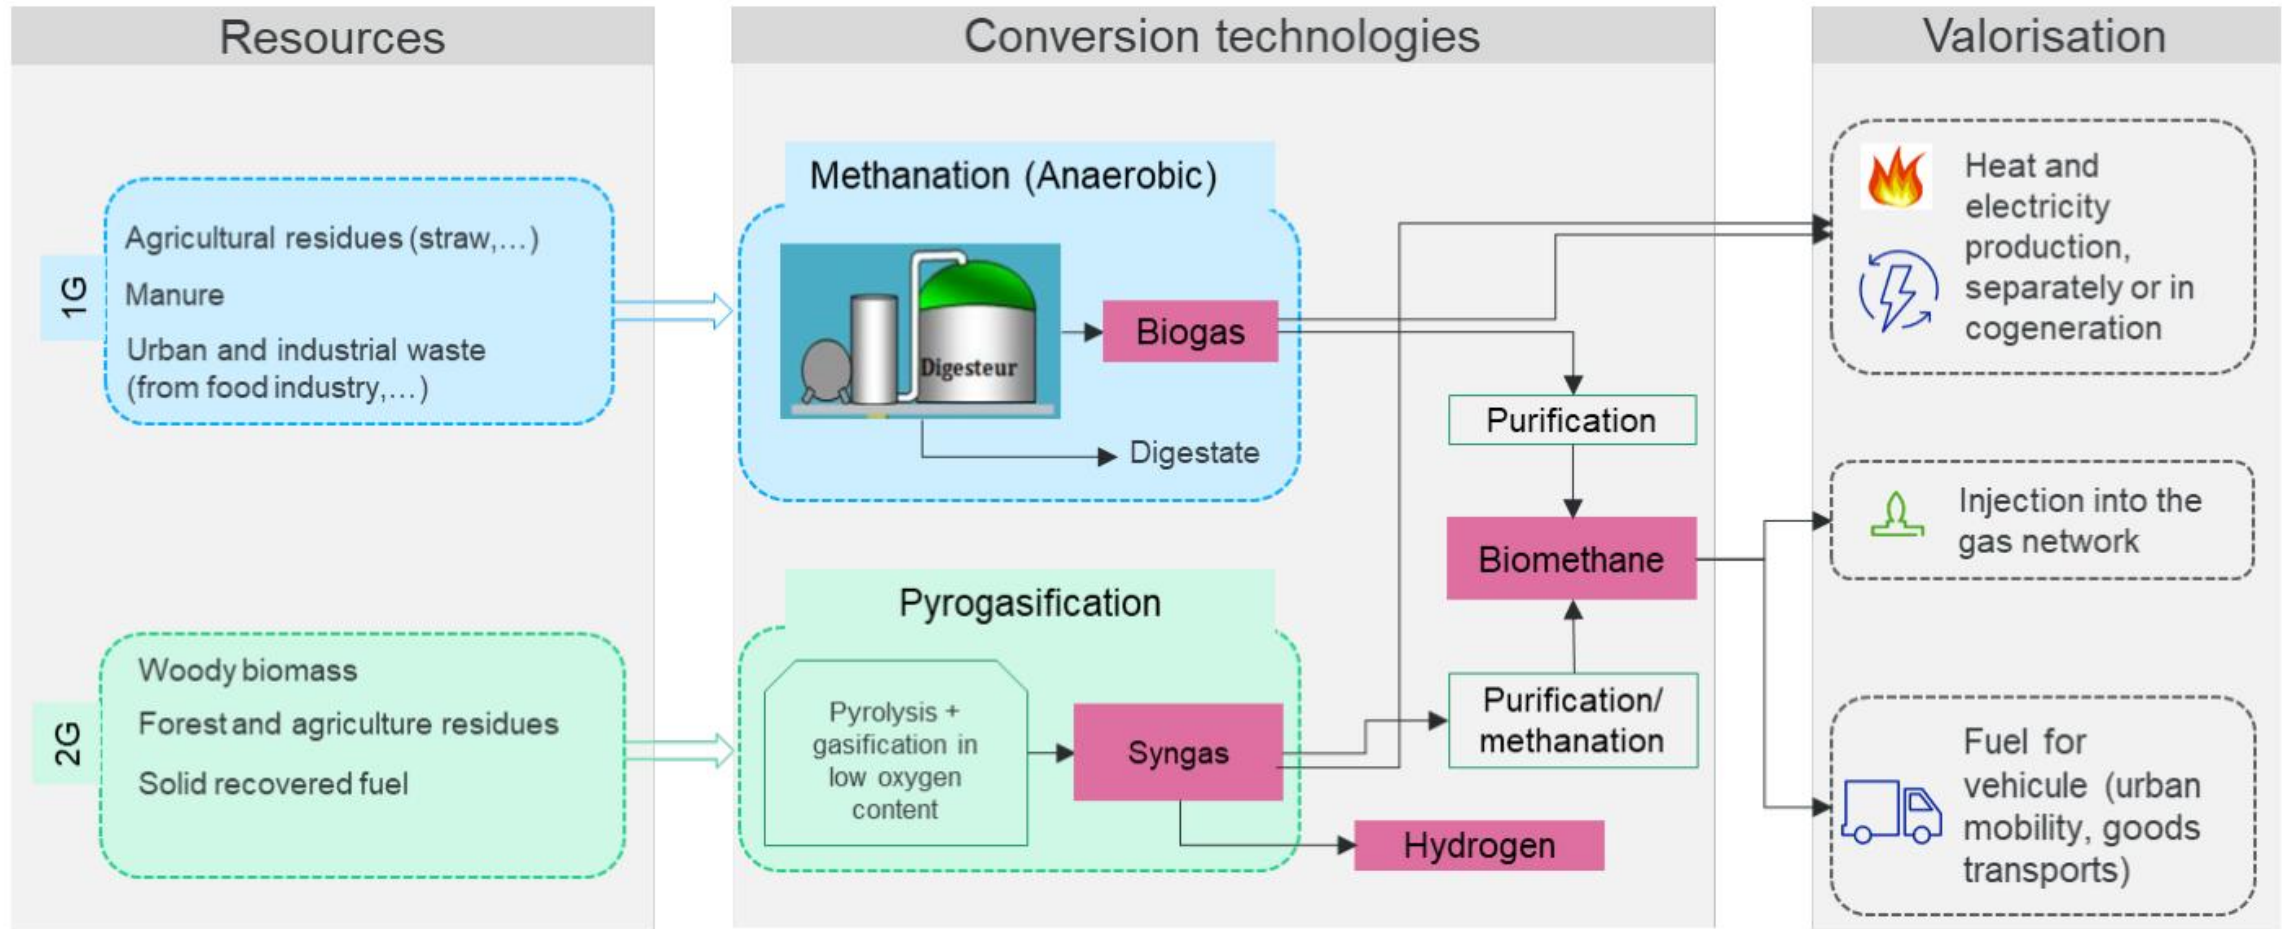 Resources
Conversion technologies
Valorisation
1G
Agricultural residues (straw,…)
Manure
Urban and industrial waste
(from food industry,…)
2G
Woody biomass
Forest and agriculture residues
Solid recovered fuel
Methanation (Anaerobic)
Digesteur
Biogas
Digestate
Pyrogasification
Pyrolysis +
gasification in
low oxygen
content
Syngas
Hydrogen
Purification
Biomethane
Purification/
methanation
Heat and
electricity
production,
separately or in
cogeneration
Injection into the
gas network
Fuel for
vehicule (urban
mobility, goods
transports)